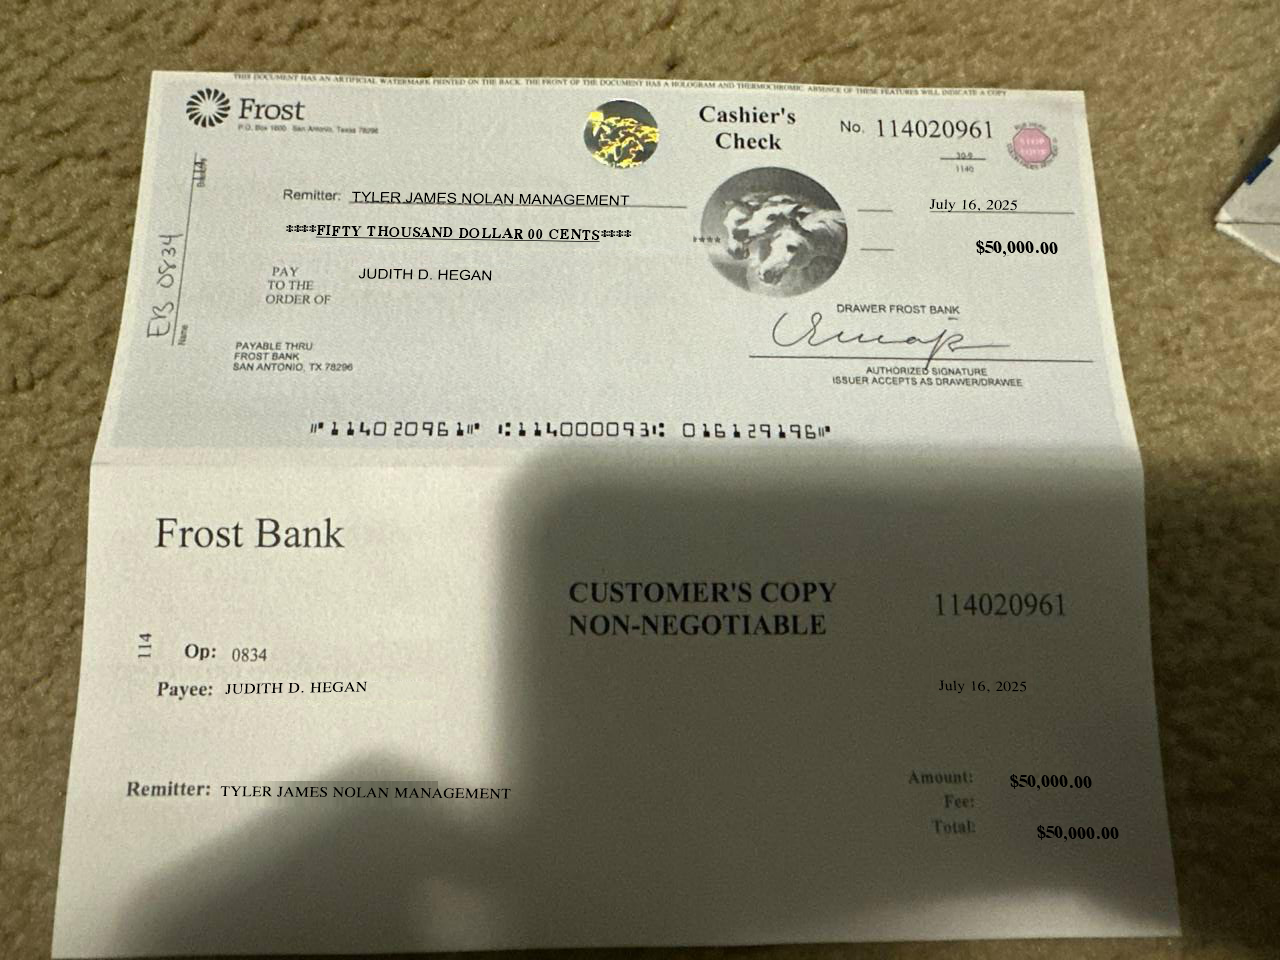 THIS DOCUMENT HAS AN ARTIFICIAL WATERMARK PRINTED ON THE BACK. THE FRONT OF THE DOCUMENT HAS A HOLOGRAM AND THERMOCHROMIC. ABSENCE OF THESE FEATURES WILL INDICATE A COPY
Frost
P.O. Box 1600 San Antonio, Texas 78296
Cashier's
Check
No. 114020961
STOP
30-9
1140
114
Remitter: TYLER JAMES NOLAN MANAGEMENT
July 16, 2025
****FIFTY THOUSAND DOLLAR 00 CENTS****
****
$50,000.00
PAY
TO THE
ORDER OF
JUDITH D. HEGAN
EB 0834
Name
DRAWER FROST BANK
PAYABLE THRU
FROST BANK
SAN ANTONIO, TX 78296
AUTHORIZED SIGNATURE
ISSUER ACCEPTS AS DRAWER/DRAWEE
⑈114020961⑈ ⑆114000093⑆ 016129196⑈
Frost Bank
CUSTOMER'S COPY
NON-NEGOTIABLE
114020961
114
Op: 0834
Payee: JUDITH D. HEGAN
July 16, 2025
Remitter: TYLER JAMES NOLAN MANAGEMENT
Amount: $50,000.00
Fee:
Total: $50,000.00